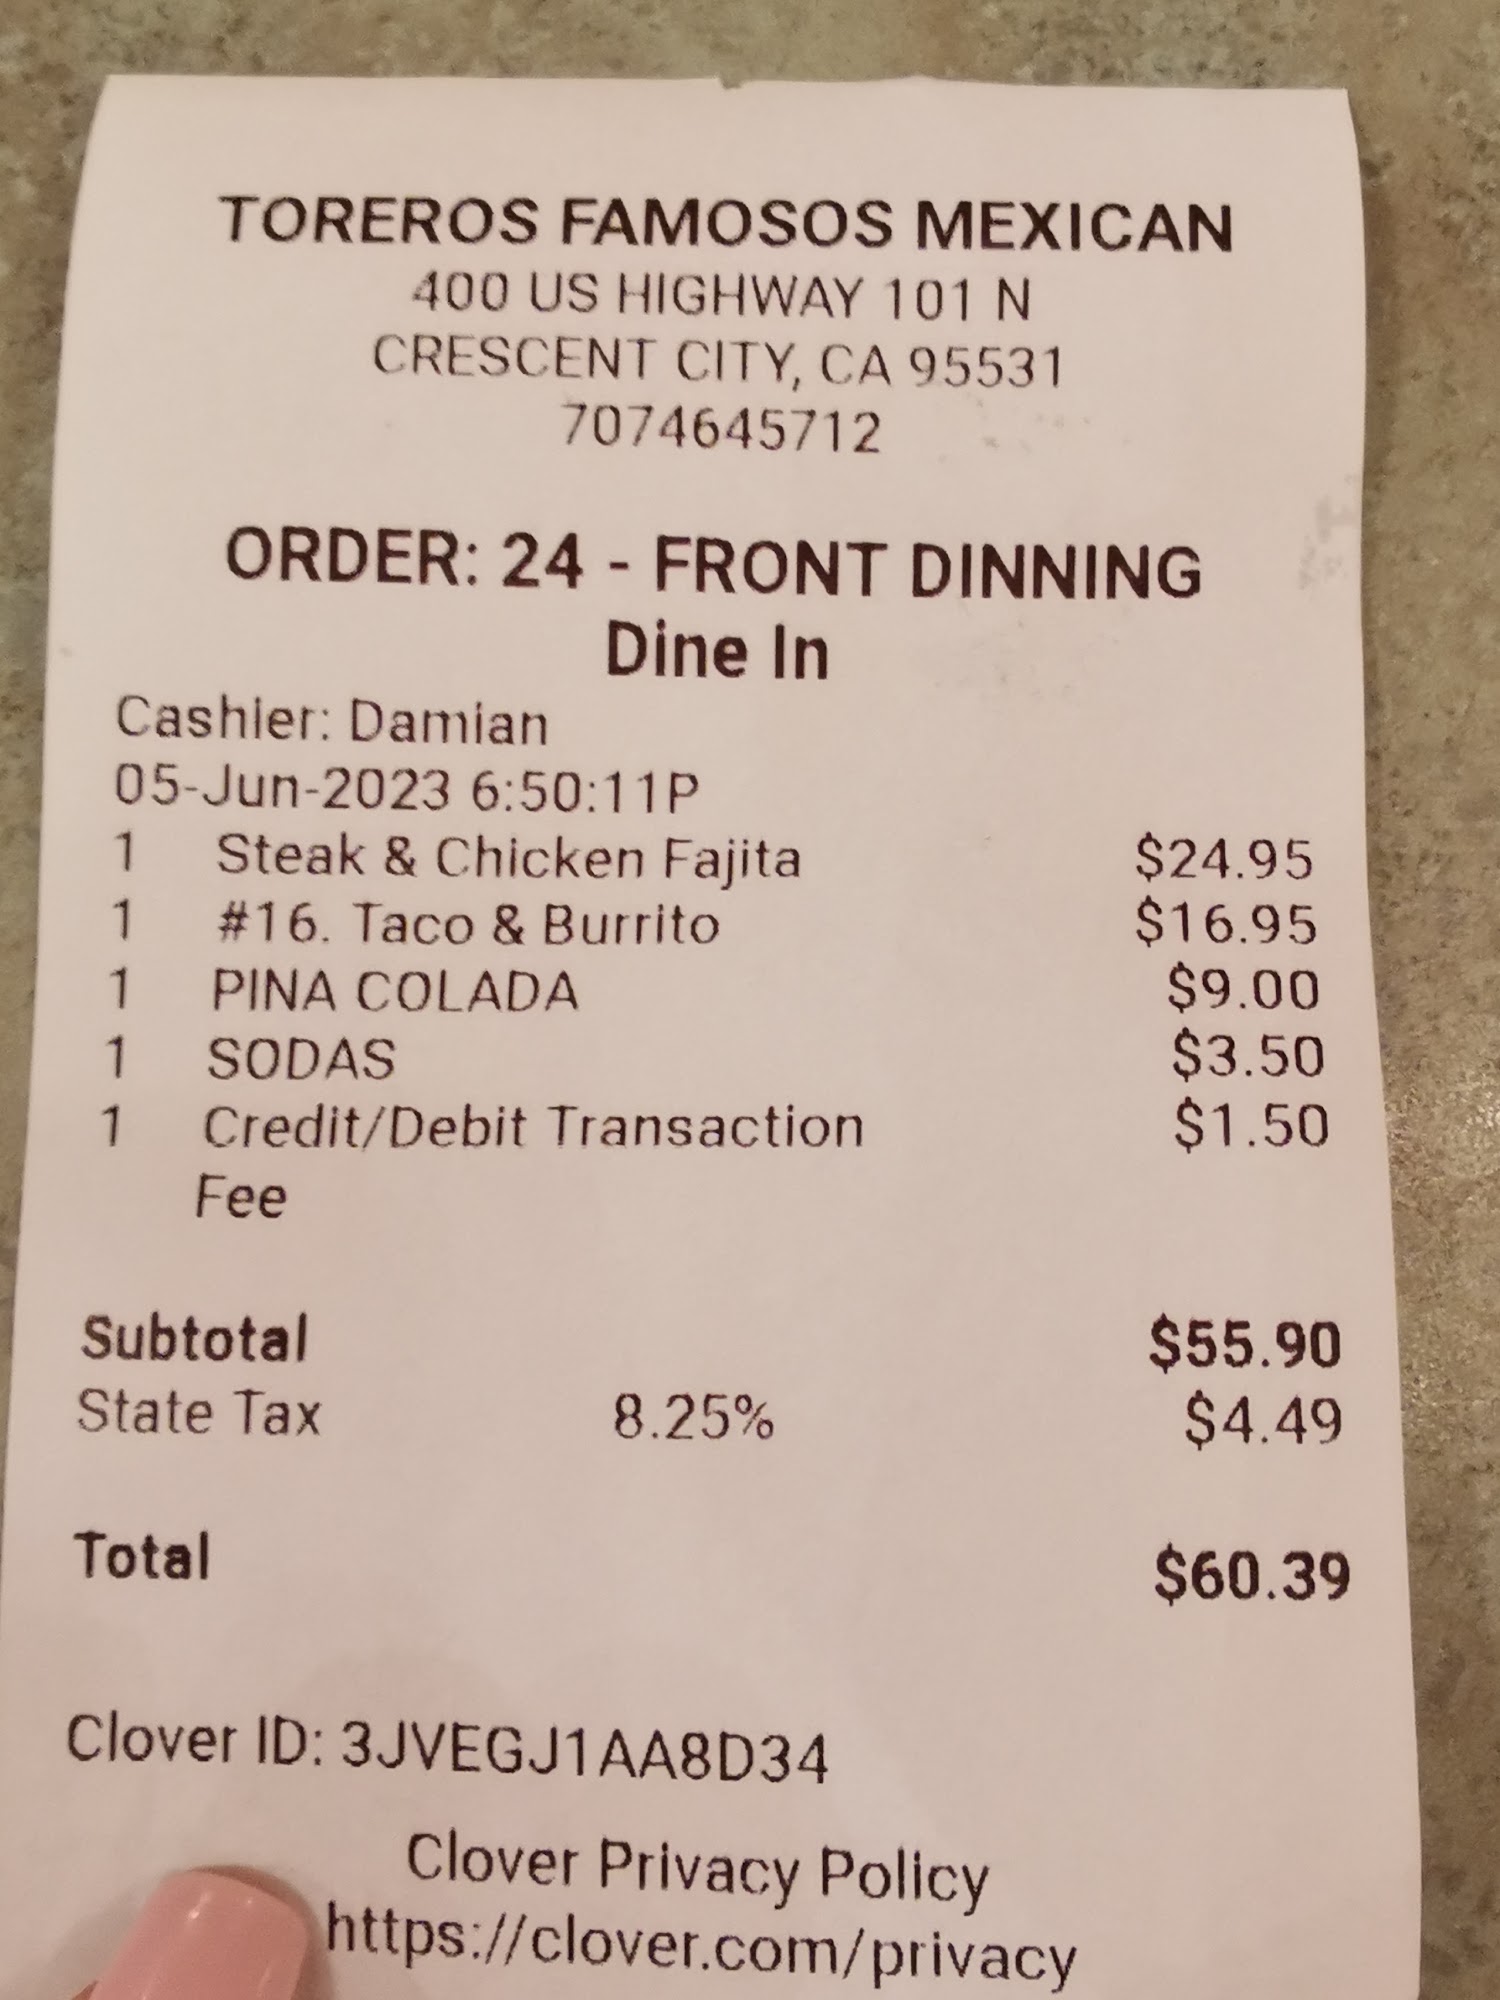 TOREROS FAMOSOS MEXICAN
400 US HIGHWAY 101 N
CRESCENT CITY, CA 95531
7074645712
ORDER: 24 - FRONT DINNING
Dine In
Cashier: Damian
05-Jun-2023 6:50:11P
1 Steak & Chicken Fajita $24.95
1 #16. Taco & Burrito $16.95
1 PINA COLADA $9.00
1 SODAS $3.50
1 Credit/Debit Transaction $1.50
Fee
Subtotal $55.90
State Tax 8.25% $4.49
Total $60.39
Clover ID: 3JVEGJ1AA8D34
Clover Privacy Policy
https://clover.com/privacy